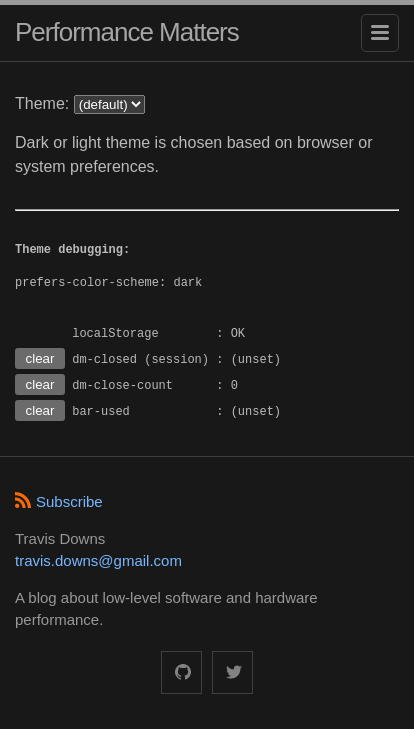 Performance Matters
Theme: (default)
Dark or light theme is chosen based on browser or
system preferences.
Theme debugging:
prefers-color-scheme: dark
localStorage : OK
clear dm-closed (session) : (unset)
clear dm-close-count : 0
clear bar-used : (unset)
Subscribe
Travis Downs
travis.downs@gmail.com
A blog about low-level software and hardware
performance.